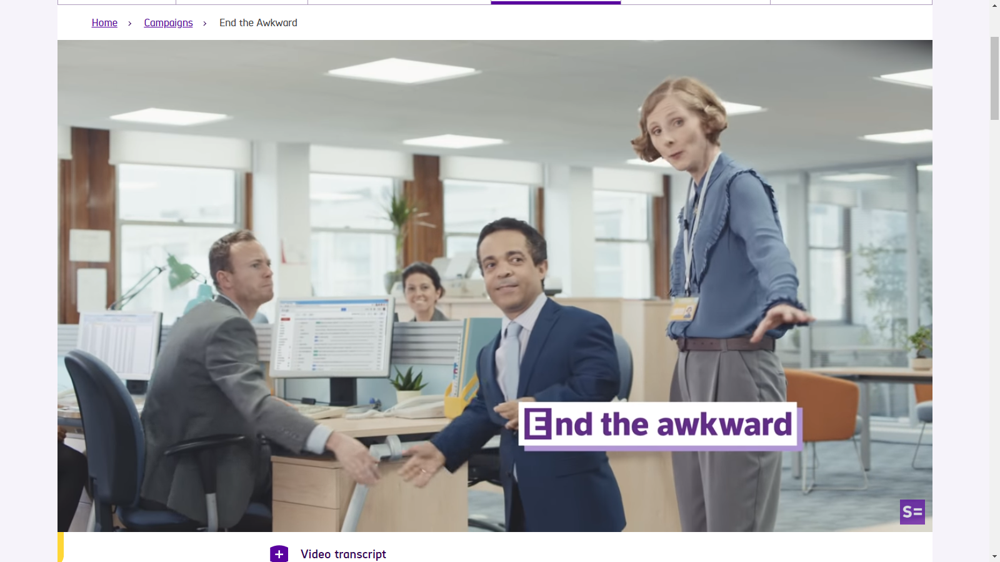 Home > Campaigns > End the Awkward
End the awkward
S=
Video transcript